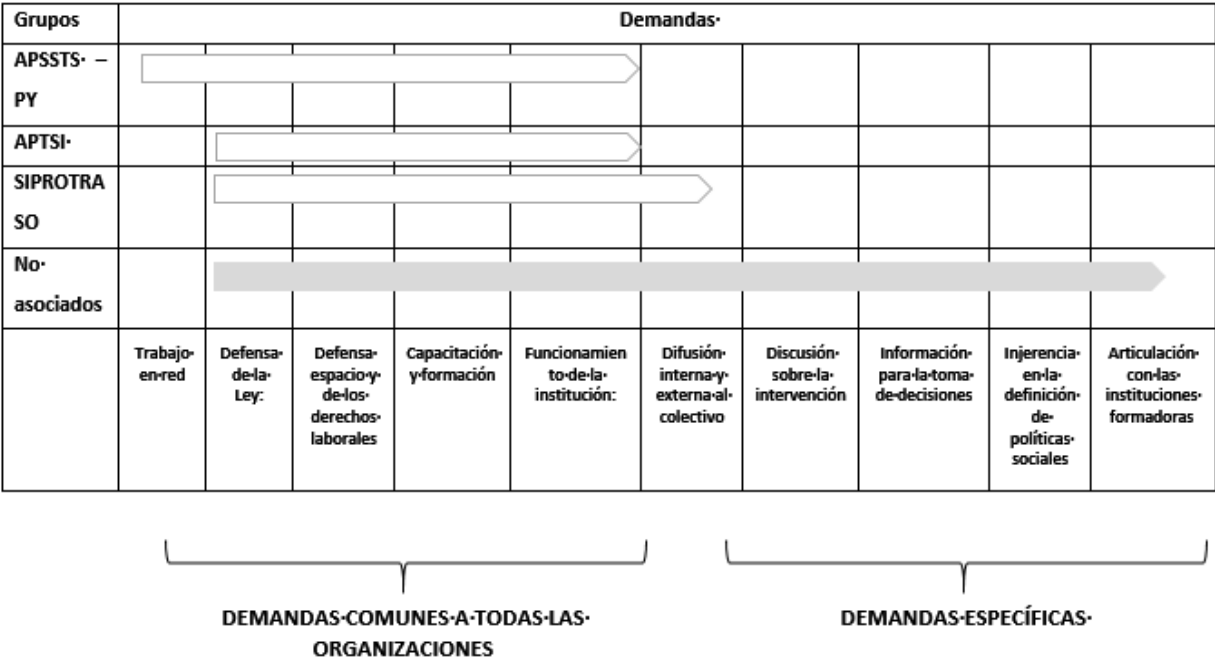 Grupos
Demandas·
APSSTS· –
PY
APTSI·
SIPROTRA
SO
No·
asociados
Trabajo·
en·red
Defensa·
de·la·
Ley:
Defensa·
espacio·y·
de·los·
derechos·
laborales
Capacitación·
y·formación
Funcionamien
to·de·la·
institución:
Difusión·
interna·y·
externa·al·
colectivo
Discusión·
sobre·la·
intervención
Información·
para·la·toma·
de·decisiones
Injerencia·
en·la·
definición·
de·
políticas·
sociales
Articulación·
con·las·
instituciones·
formadoras
DEMANDAS·COMUNES·A·TODAS·LAS·
ORGANIZACIONES
DEMANDAS·ESPECÍFICAS·